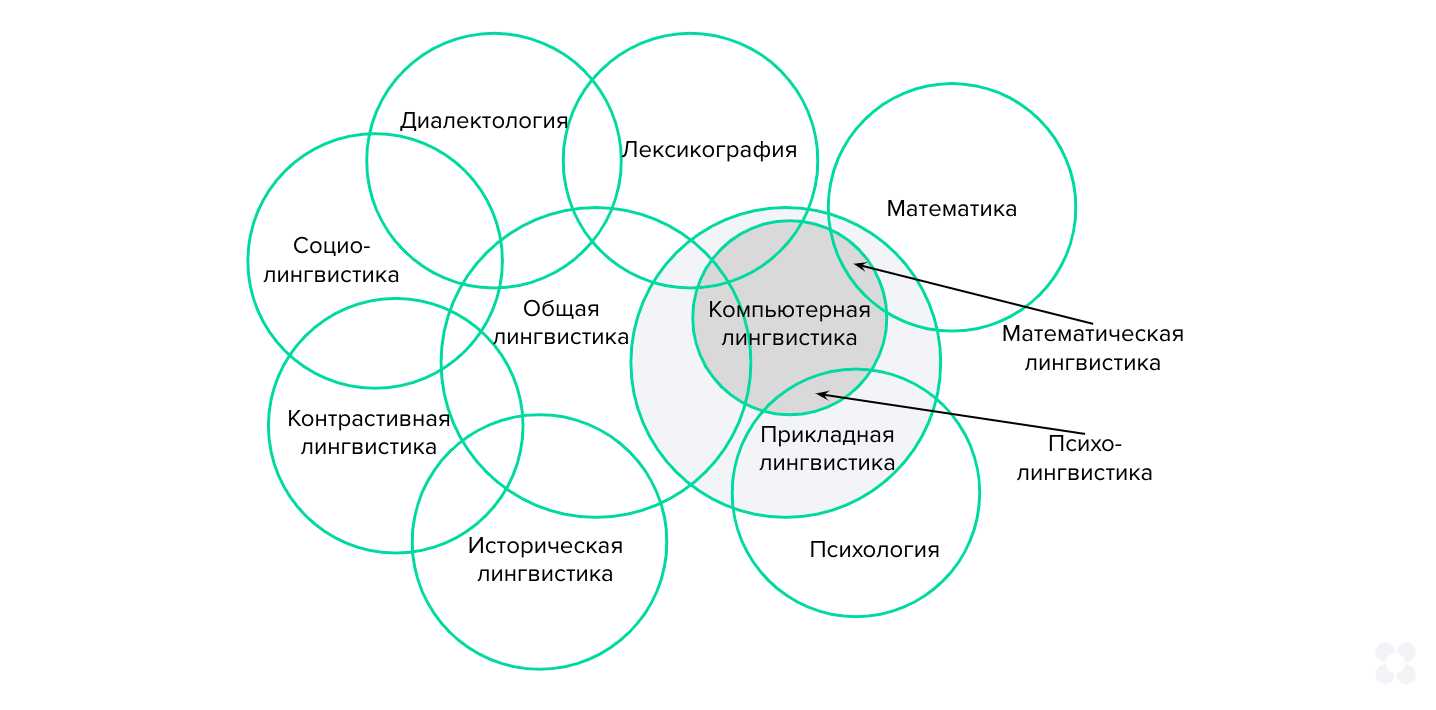 Диалектология
Лексикография
Математика
Социо-
лингвистика
Общая
лингвистика
Компьютерная
лингвистика
Математическая
лингвистика
Контрастивная
лингвистика
Прикладная
лингвистика
Психо-
лингвистика
Историческая
лингвистика
Психология